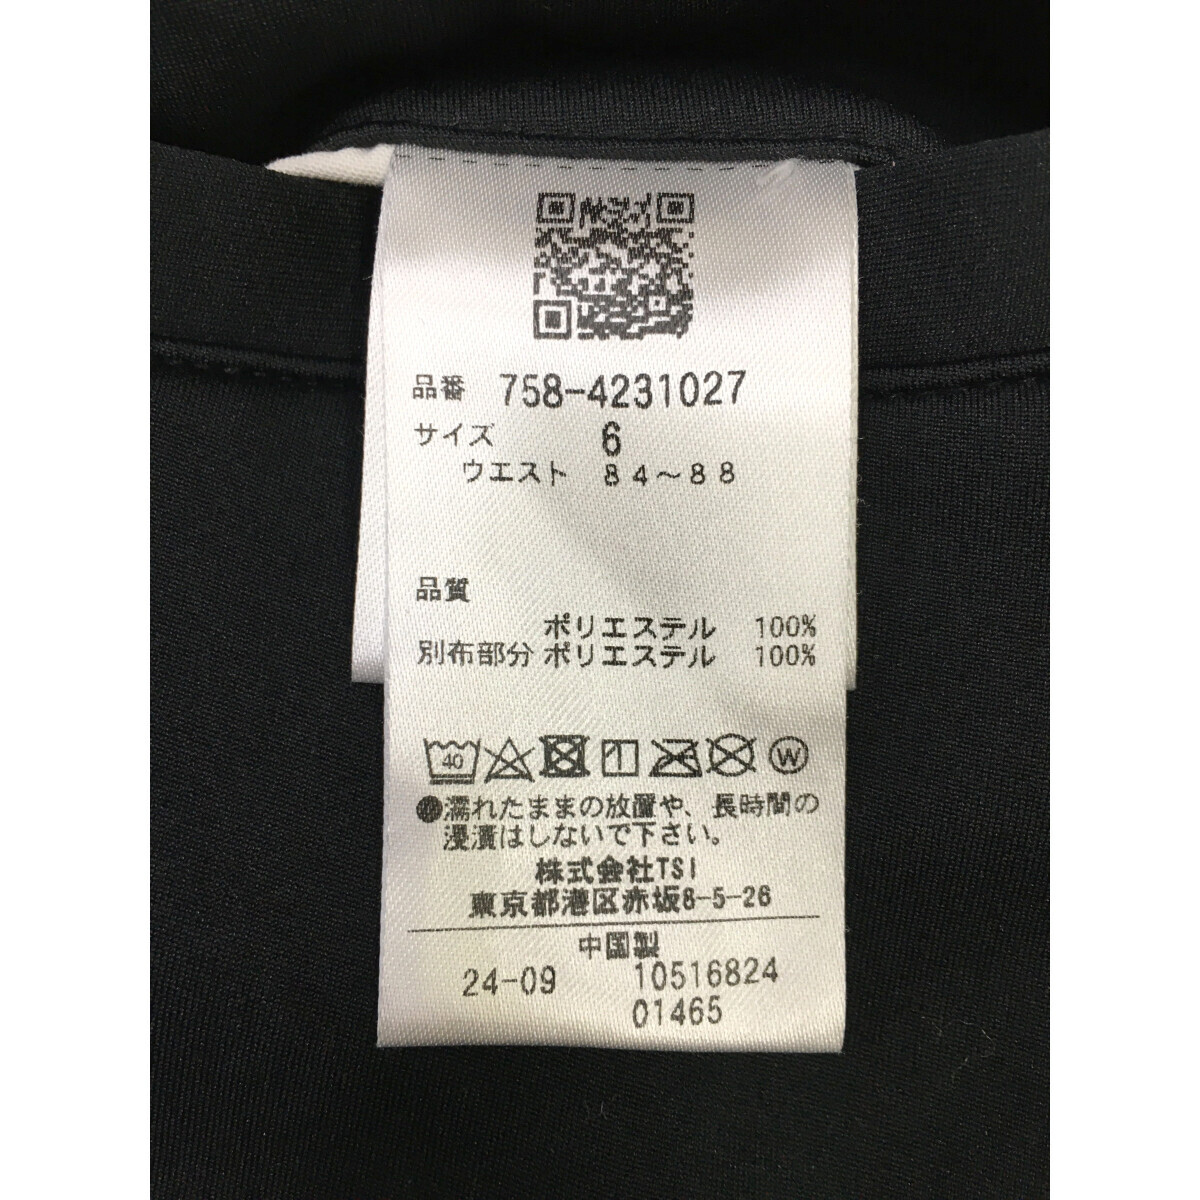 品番 758-4231027
サイズ 6
ウエスト 84〜88
品質
ポリエステル 100%
別布部分 ポリエステル 100%
40 W
●濡れたままの放置や、長時間の
浸漬はしないで下さい。
株式会社TSI
東京都港区赤坂8-5-26
中国製
24-09 10516824
01465